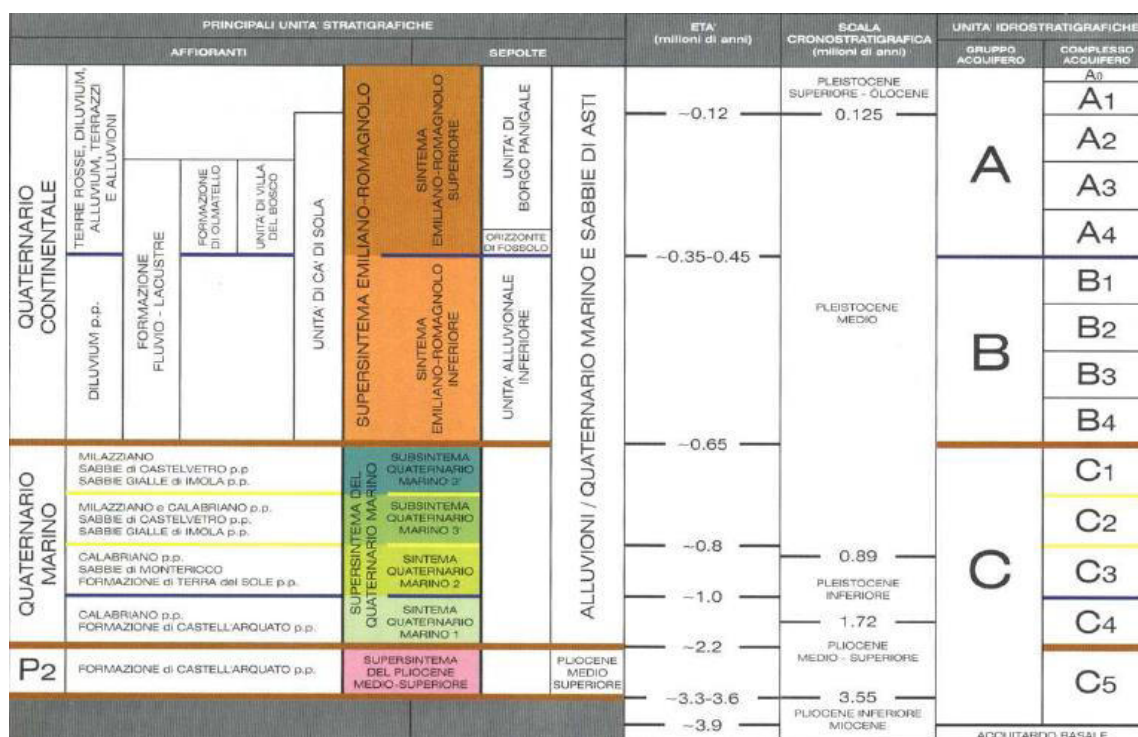 PRINCIPALI UNITA' STRATIGRAFICHE
AFFIORANTI
SEPOLTE
ETA'
(milioni di anni)
SCALA
CRONOSTRATIGRAFICA
(milioni di anni)
UNITA' IDROSTRATIGRAFICHE
GRUPPO
ACQUIFERO
COMPLESSO
ACQUIFERO
QUATERNARIO
CONTINENTALE
TERRE ROSSE, DILUVIUM,
ALLUVIUM, TERRAZZI
E ALLUVIONI
DILUVIUM p.p.
FORMAZIONE
FLUVIO - LACUSTRE
FORMAZIONE
DI OLMATELLO
UNITA' DI VILLA
DEL BOSCO
UNITA' DI CA' DI SOLA
SUPERSINTEMA EMILIANO-ROMAGNOLO
SINTEMA
EMILIANO-ROMAGNOLO
SUPERIORE
SINTEMA
EMILIANO-ROMAGNOLO
INFERIORE
UNITA' DI
BORGO PANIGALE
ORIZZONTE
DI FOSSOLO
UNITA' ALLUVIONALE
INFERIORE
ALLUVIONI / QUATERNARIO MARINO E SABBIE DI ASTI
QUATERNARIO
MARINO
MILAZZIANO
SABBIE di CASTELVETRO p.p
SABBIE GIALLE di IMOLA p.p.
MILAZZIANO e CALABRIANO p.p.
SABBIE di CASTELVETRO p.p.
SABBIE GIALLE di IMOLA p.p.
CALABRIANO p.p.
SABBIE di MONTERICCO
FORMAZIONE di TERRA del SOLE p.p.
CALABRIANO p.p.
FORMAZIONE di CASTELL'ARQUATO p.p.
SUPERSINTEMA DEL
QUATERNARIO MARINO
SUBSINTEMA
QUATERNARIO
MARINO 3'
SUBSINTEMA
QUATERNARIO
MARINO 3'
SINTEMA
QUATERNARIO
MARINO 2
SINTEMA
QUATERNARIO
MARINO 1
P2
FORMAZIONE di CASTELL'ARQUATO p.p.
SUPERSINTEMA
DEL PLIOCENE
MEDIO-SUPERIORE
PLIOCENE
MEDIO
SUPERIORE
~0.12
~0.35-0.45
~0.65
~0.8
~1.0
~2.2
~3.3-3.6
~3.9
PLEISTOCENE
SUPERIORE - OLOCENE
0.125
PLEISTOCENE
MEDIO
0.89
PLEISTOCENE
INFERIORE
1.72
PLIOCENE
MEDIO - SUPERIORE
3.55
PLIOCENE INFERIORE
MIOCENE
A
B
C
A0
A1
A2
A3
A4
B1
B2
B3
B4
C1
C2
C3
C4
C5
ACQUITARDO BASALE